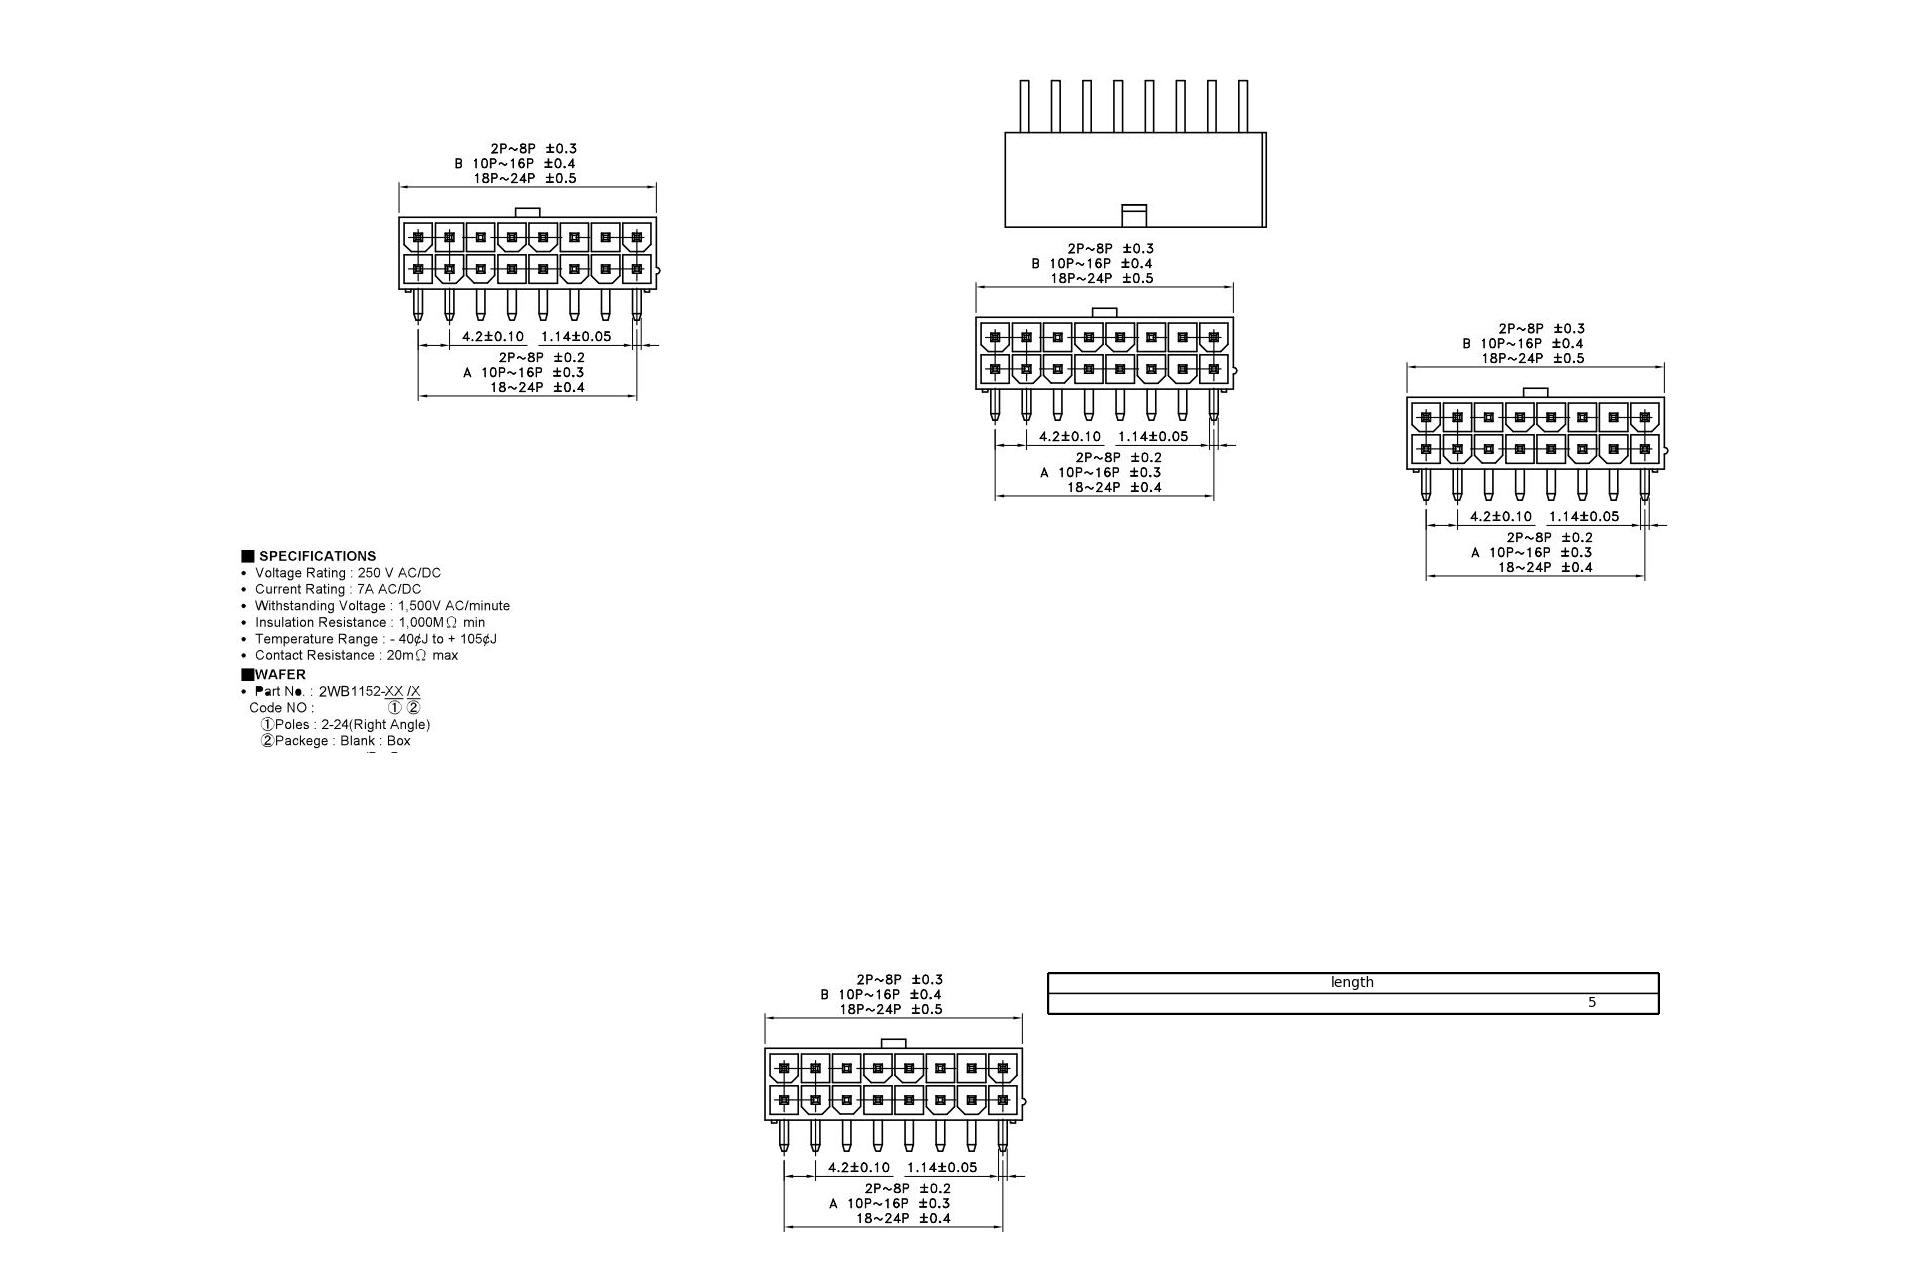 2P~8P ±0.3
B 10P~16P ±0.4
18P~24P ±0.5
4.2±0.10 1.14±0.05
2P~8P ±0.2
A 10P~16P ±0.3
18~24P ±0.4
2P~8P ±0.3
B 10P~16P ±0.4
18P~24P ±0.5
4.2±0.10 1.14±0.05
2P~8P ±0.2
A 10P~16P ±0.3
18~24P ±0.4
2P~8P ±0.3
B 10P~16P ±0.4
18P~24P ±0.5
4.2±0.10 1.14±0.05
2P~8P ±0.2
A 10P~16P ±0.3
18~24P ±0.4
■ SPECIFICATIONS
• Voltage Rating : 250 V AC/DC
• Current Rating : 7A AC/DC
• Withstanding Voltage : 1,500V AC/minute
• Insulation Resistance : 1,000MΩ min
• Temperature Range : - 40¢J to + 105¢J
• Contact Resistance : 20mΩ max
■WAFER
• Part No. : 2WB1152-XX /X
Code NO : ① ②
①Poles : 2-24(Right Angle)
②Packege : Blank : Box
2P~8P ±0.3
B 10P~16P ±0.4
18P~24P ±0.5
4.2±0.10 1.14±0.05
2P~8P ±0.2
A 10P~16P ±0.3
18~24P ±0.4
length
5